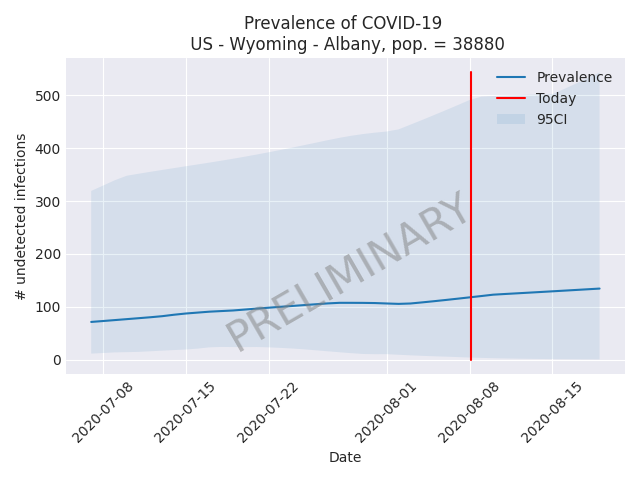 Prevalence of COVID-19
US - Wyoming - Albany, pop. = 38880
Prevalence
Today
95CI
500
400
300
200
100
0
# undetected infections
PRELIMINARY
2020-07-08
2020-07-15
2020-07-22
2020-08-01
2020-08-08
2020-08-15
Date